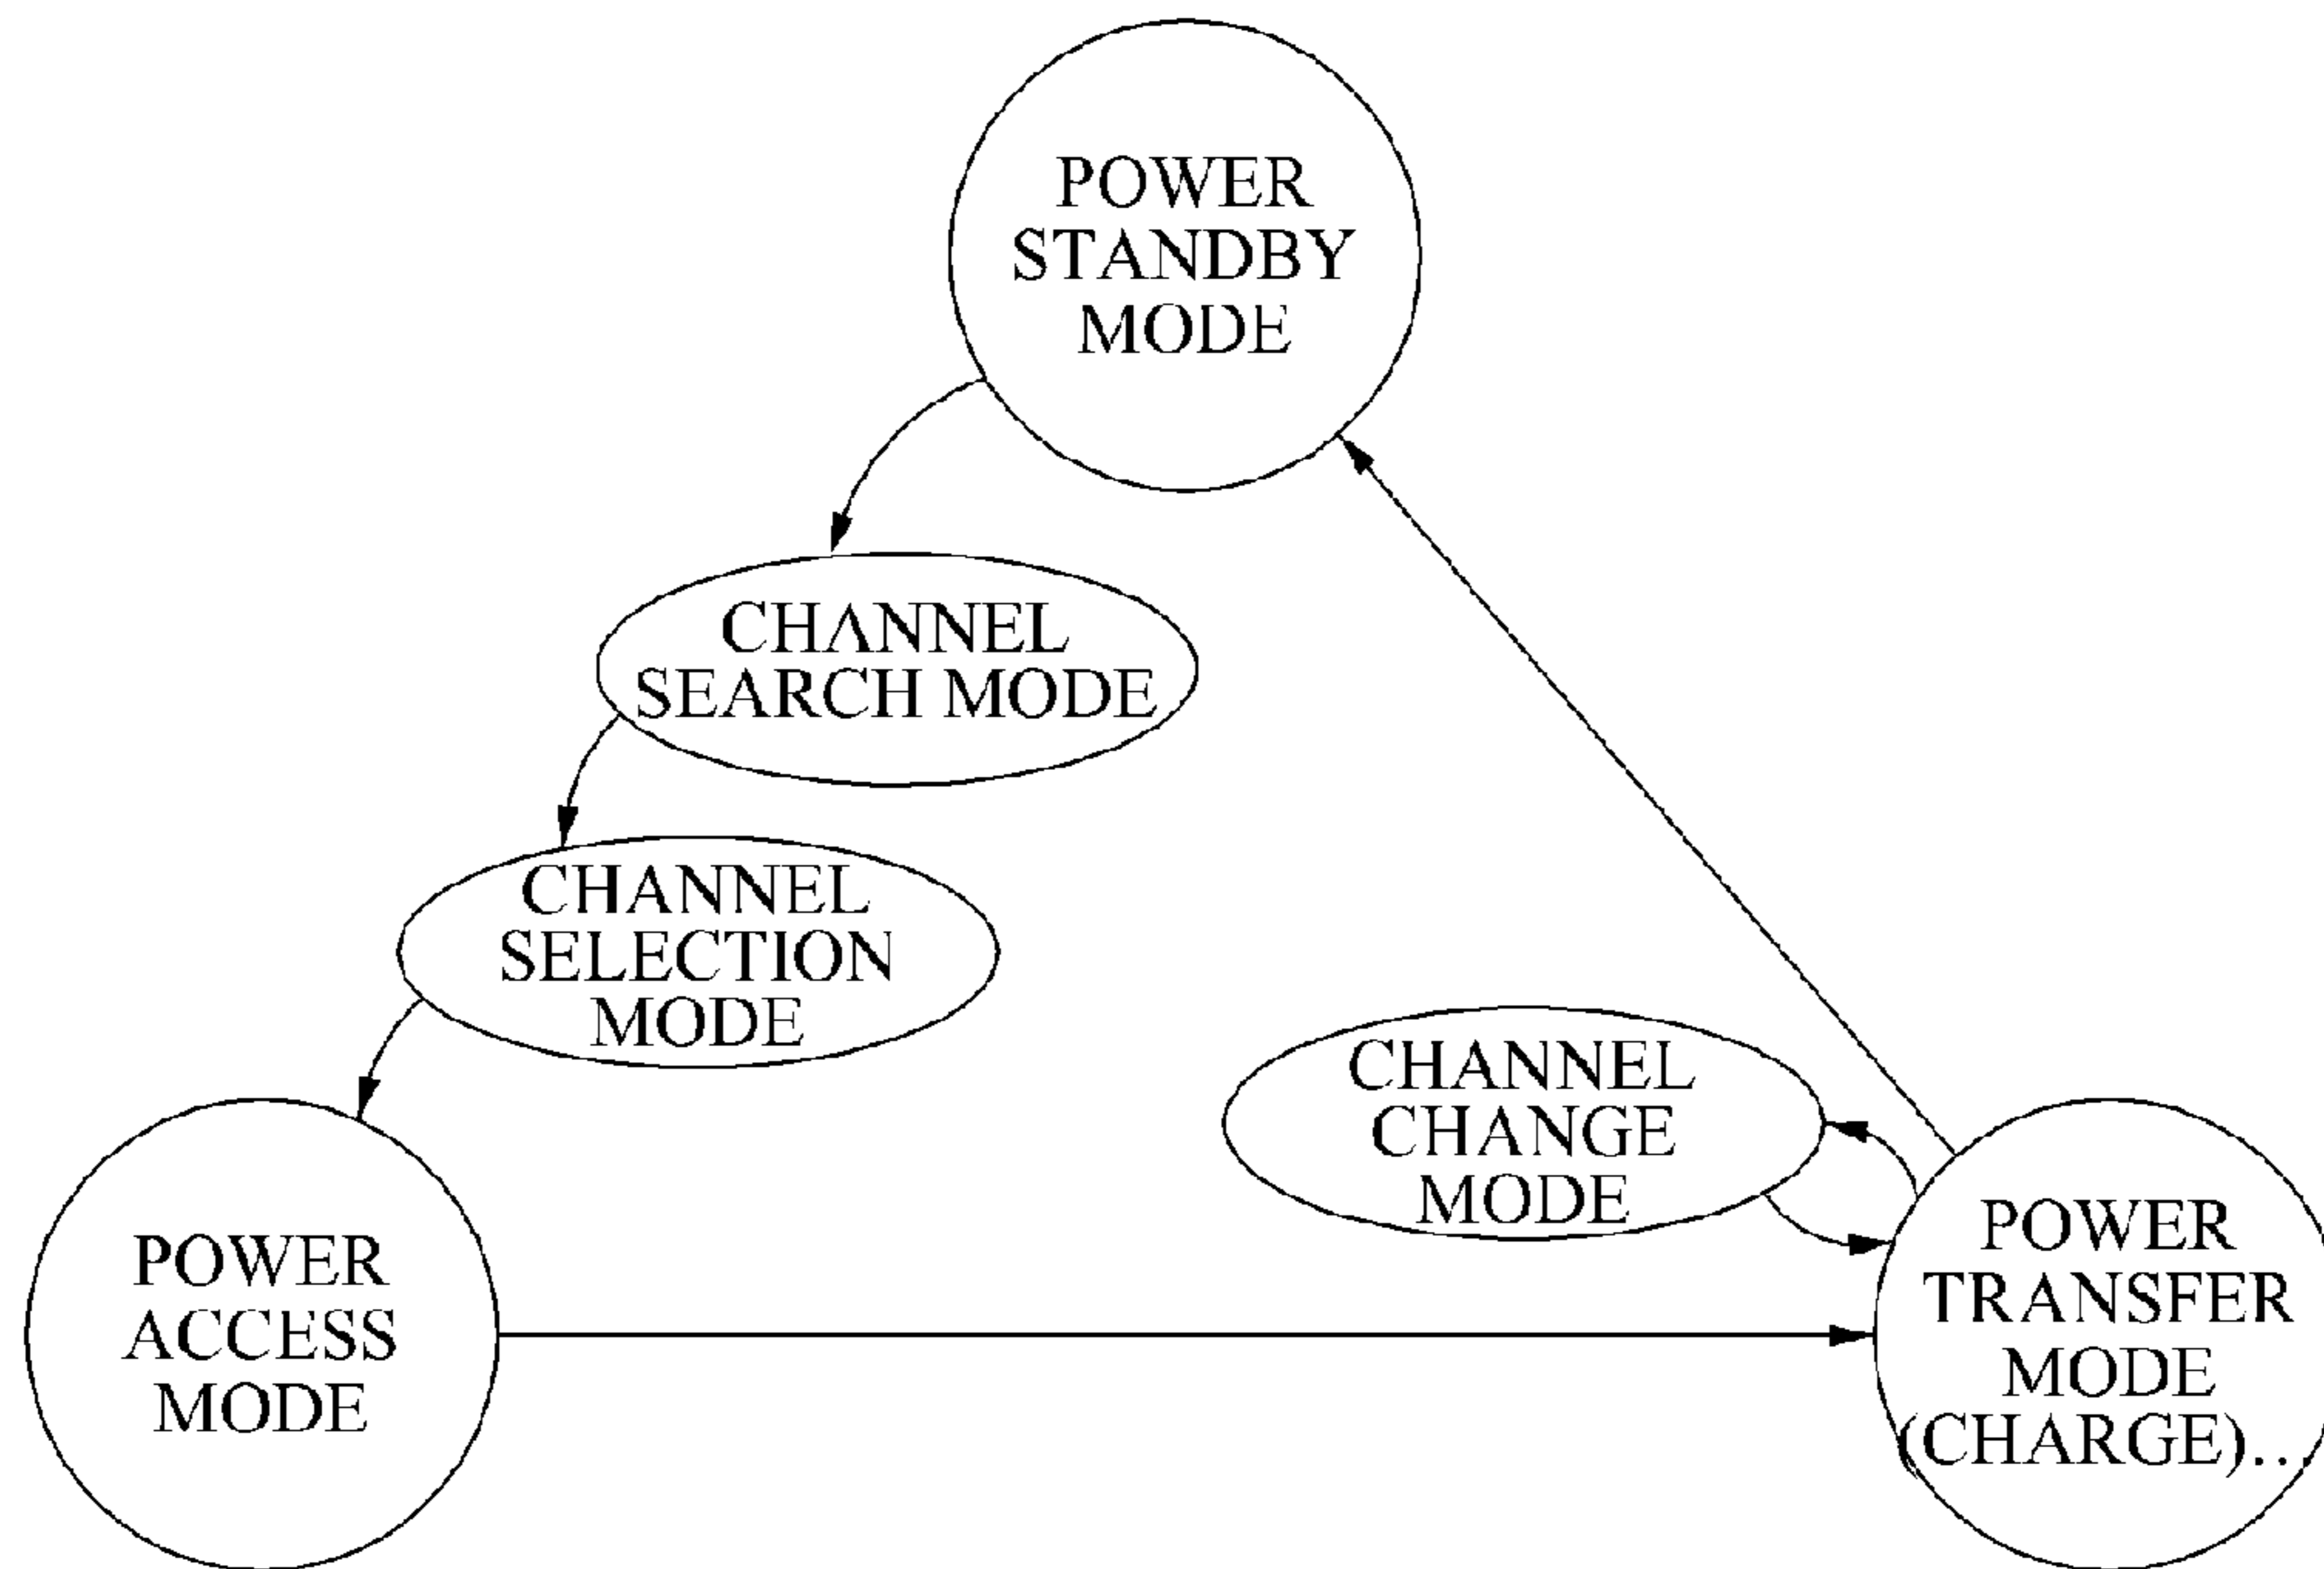 POWER
STANDBY
MODE
CHANNEL
SEARCH MODE
CHANNEL
SELECTION
MODE
CHANNEL
CHANGE
MODE
POWER
ACCESS
MODE
POWER
TRANSFER
MODE
(CHARGE)..